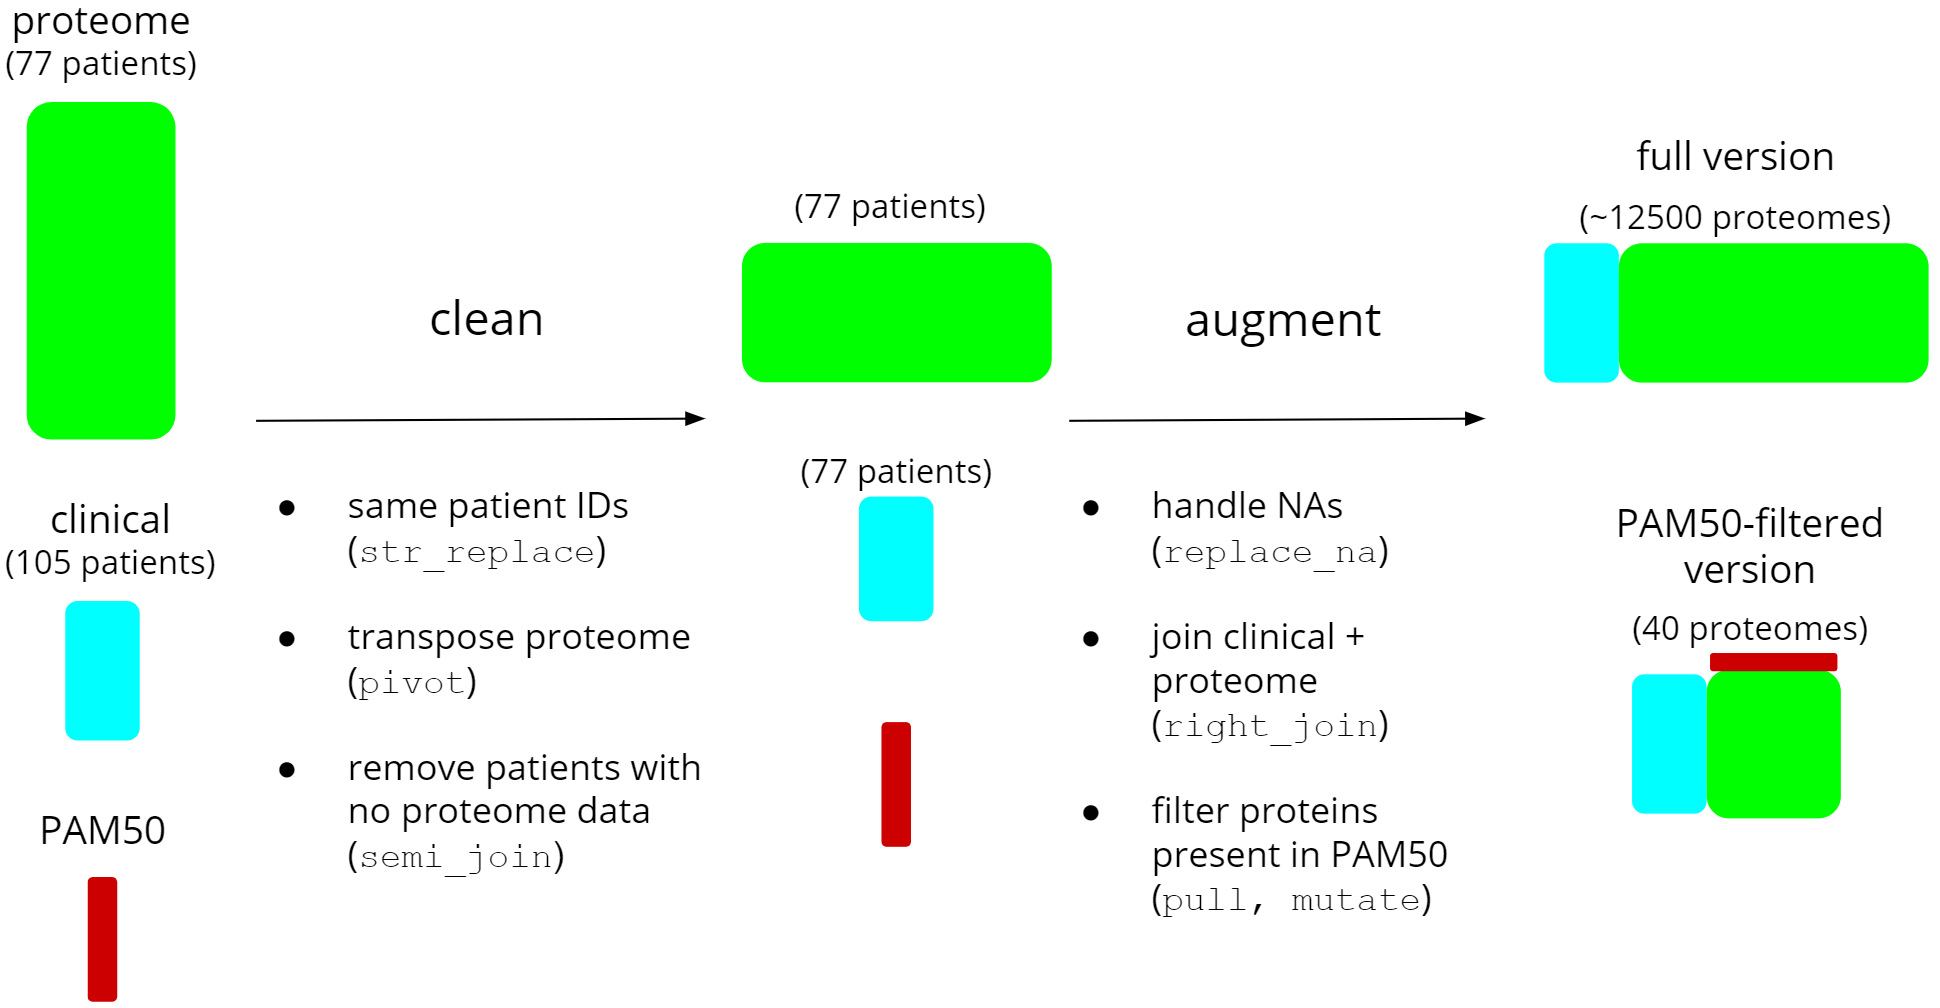 proteome
(77 patients)
clinical
(105 patients)
PAM50
clean
● same patient IDs
(str_replace)
● transpose proteome
(pivot)
● remove patients with
no proteome data
(semi_join)
(77 patients)
(77 patients)
augment
● handle NAs
(replace_na)
● join clinical +
proteome
(right_join)
● filter proteins
present in PAM50
(pull, mutate)
full version
(~12500 proteomes)
PAM50-filtered
version
(40 proteomes)